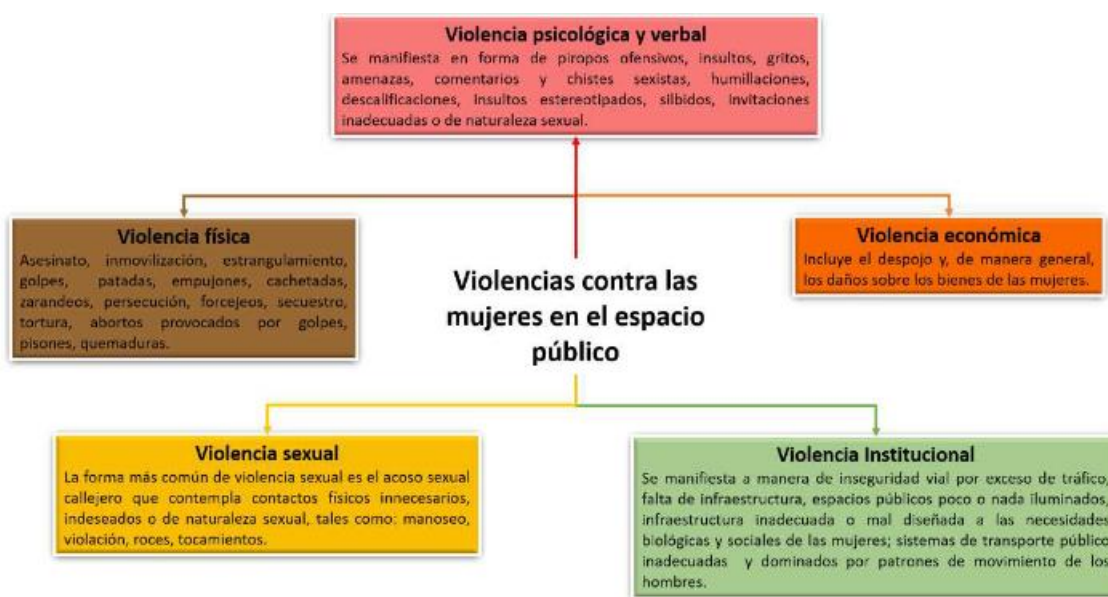 Violencia psicológica y verbal
Se manifiesta en forma de piropos ofensivos, insultos, gritos,
amenazas, comentarios y chistes sexistas, humillaciones,
descalificaciones, insultos estereotipados, silbidos, invitaciones
inadecuadas o de naturaleza sexual.
Violencia física
Asesinato, inmovilización, estrangulamiento,
golpes, patadas, empujones, cachetadas,
zarandeos, persecución, forcejeos, secuestro,
tortura, abortos provocados por golpes,
pisones, quemaduras.
Violencia económica
Incluye el despojo y, de manera general,
los daños sobre los bienes de las mujeres.
Violencias contra las
mujeres en el espacio
público
Violencia sexual
La forma más común de violencia sexual es el acoso sexual
callejero que contempla contactos físicos innecesarios,
indeseados o de naturaleza sexual, tales como: manoseo,
violación, roces, tocamientos.
Violencia Institucional
Se manifiesta a manera de inseguridad vial por exceso de tráfico,
falta de infraestructura, espacios públicos poco o nada iluminados,
infraestructura inadecuada o mal diseñada a las necesidades
biológicas y sociales de las mujeres; sistemas de transporte público
inadecuadas y dominados por patrones de movimiento de los
hombres.